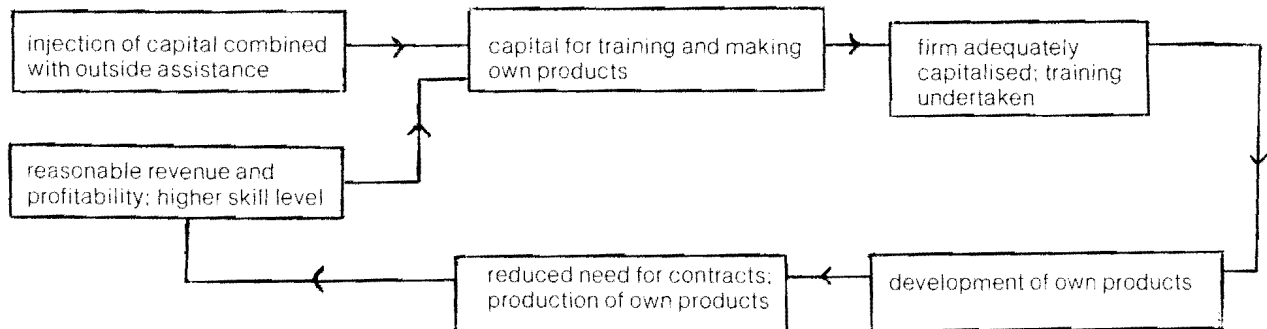 injection of capital combined
with outside assistance
capital for training and making
own products
firm adequately
capitalised; training
undertaken
development of own products
reduced need for contracts;
production of own products
reasonable revenue and
profitability; higher skill level